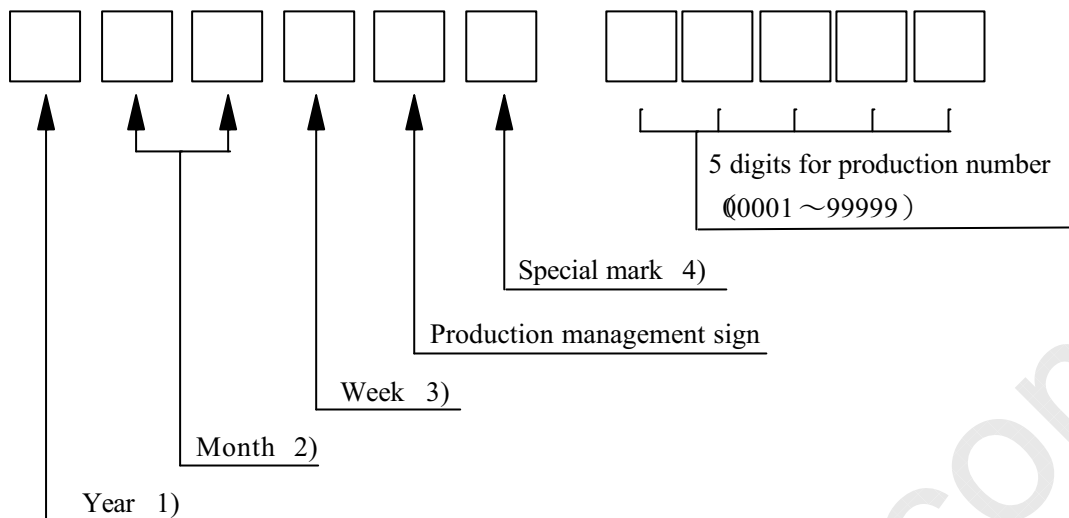 5 digits for production number
(00001～99999）
Special mark 4)
Production management sign
Week 3)
Month 2)
Year 1)
con